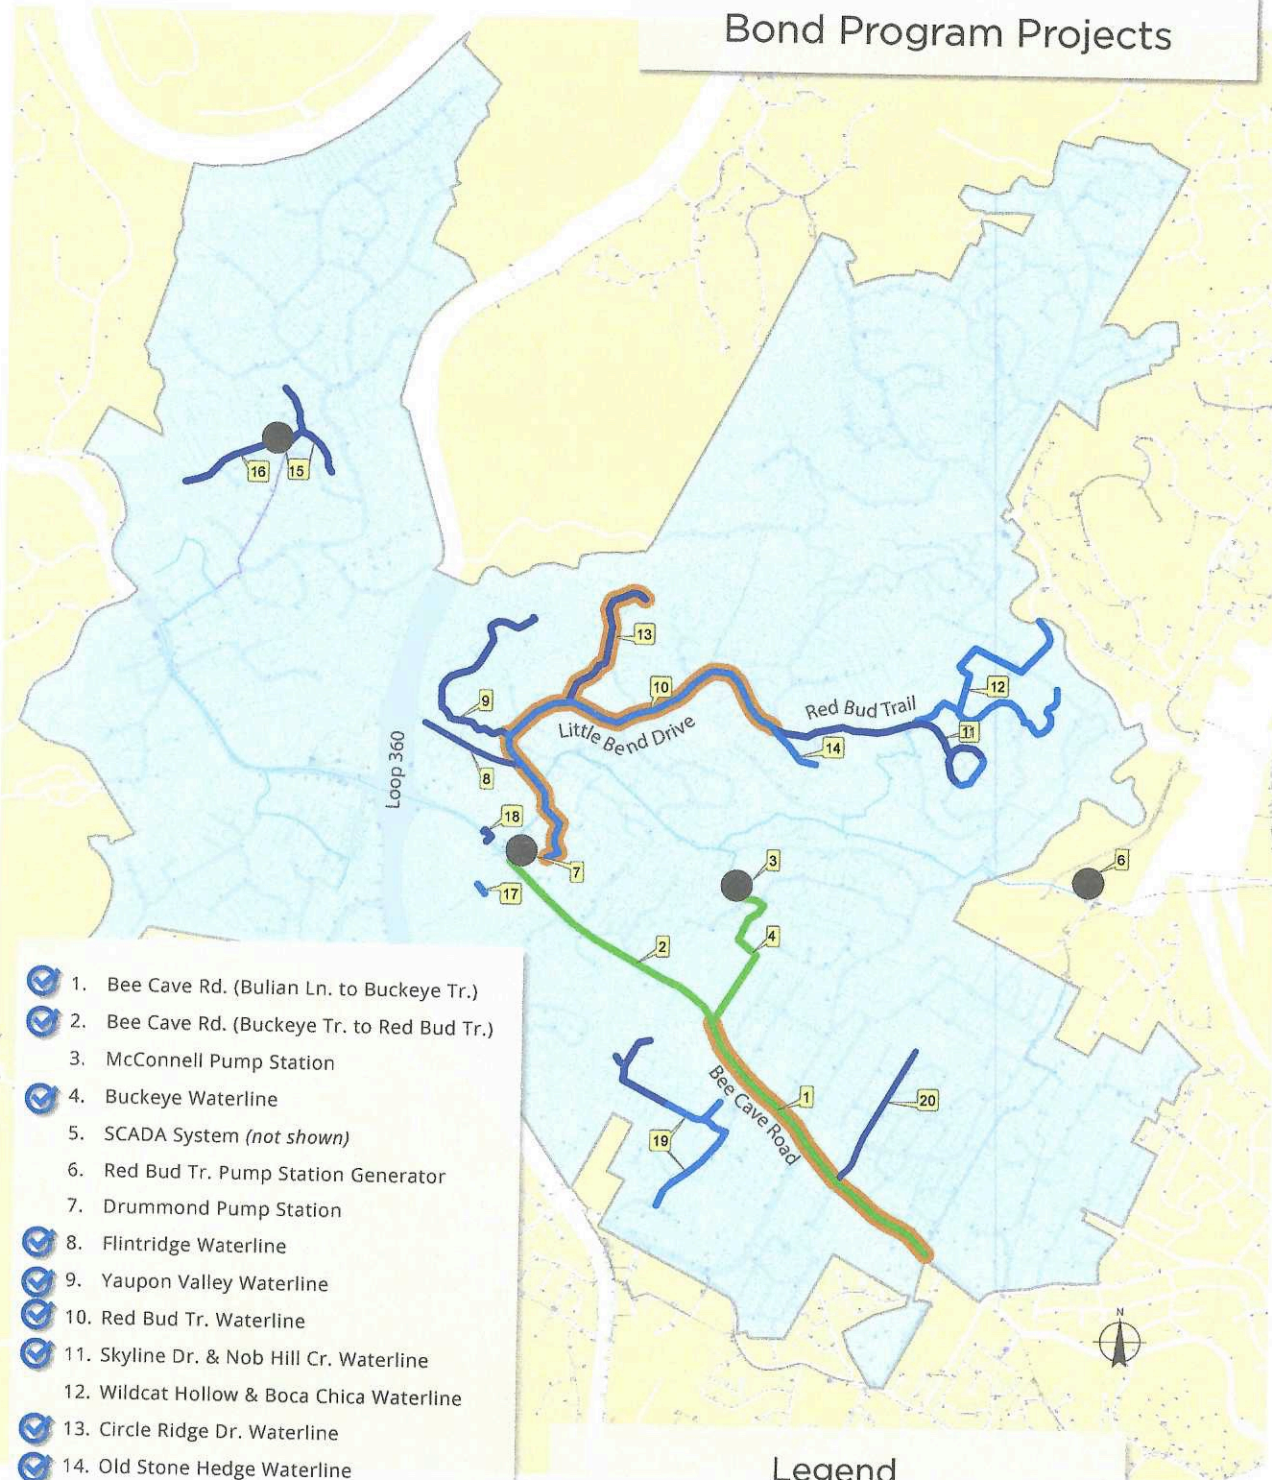 Bond Program Projects
16
15
13
10
9
Little Bend Drive
Red Bud Trail
12
11
14
8
Loop 360
18
7
17
3
6
4
2
1
Bee Cave Road
20
19
1. Bee Cave Rd. (Bulian Ln. to Buckeye Tr.)
2. Bee Cave Rd. (Buckeye Tr. to Red Bud Tr.)
3. McConnell Pump Station
4. Buckeye Waterline
5. SCADA System (not shown)
6. Red Bud Tr. Pump Station Generator
7. Drummond Pump Station
8. Flintridge Waterline
9. Yaupon Valley Waterline
10. Red Bud Tr. Waterline
11. Skyline Dr. & Nob Hill Cr. Waterline
12. Wildcat Hollow & Boca Chica Waterline
13. Circle Ridge Dr. Waterline
14. Old Stone Hedge Waterline
N
Legend